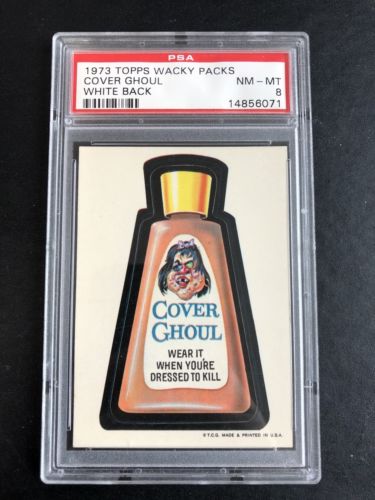 PSA
1973 TOPPS WACKY PACKS
COVER GHOUL NM - MT
WHITE BACK 8
14856071
COVER
GHOUL
WEAR IT
WHEN YOU'RE
DRESSED TO KILL
© T.C.G. MADE & PRINTED IN U.S.A.